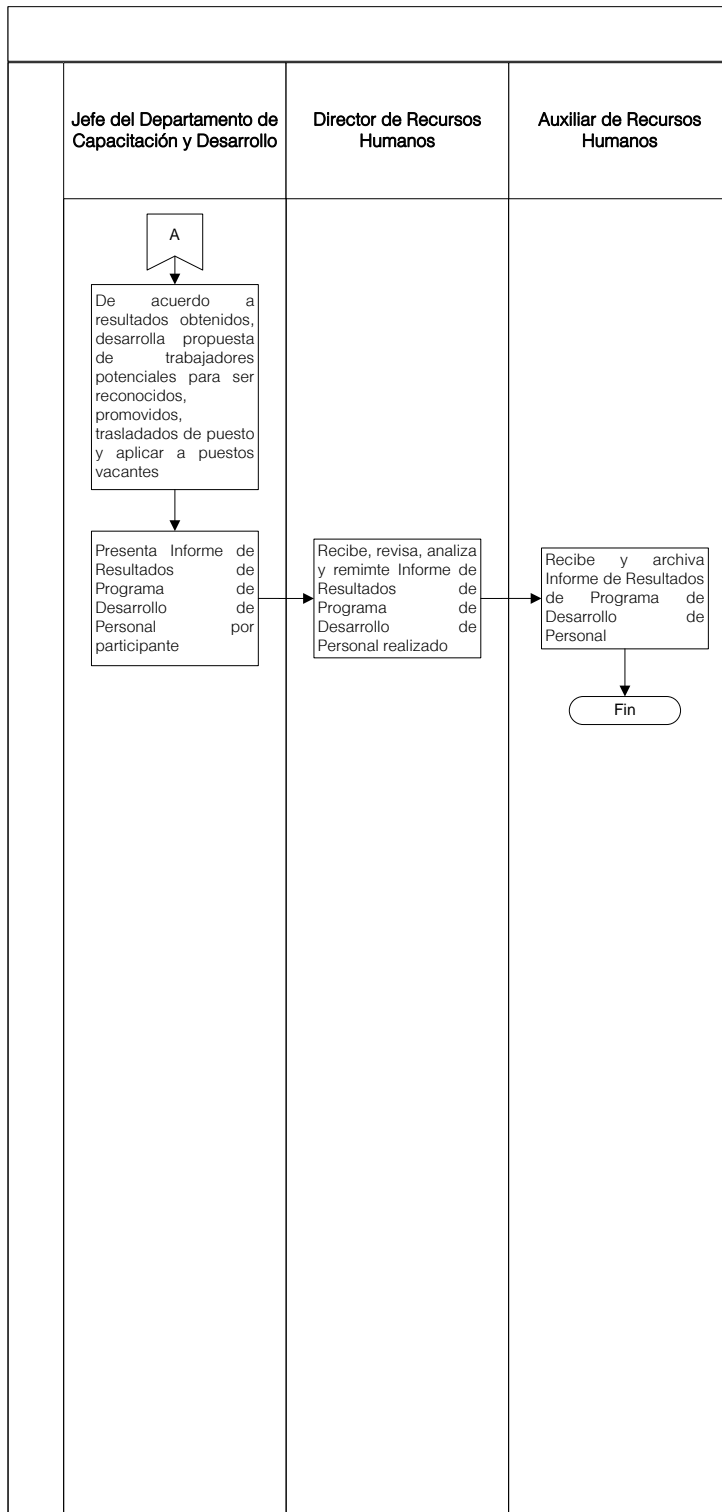 Jefe del Departamento de
Capacitación y Desarrollo
Director de Recursos
Humanos
Auxiliar de Recursos
Humanos
A
De acuerdo a
resultados obtenidos,
desarrolla propuesta
de trabajadores
potenciales para ser
reconocidos,
promovidos,
trasladados de puesto
y aplicar a puestos
vacantes
Presenta Informe de
Resultados de
Programa de
Desarrollo de
Personal por
participante
Recibe, revisa, analiza
y remimte Informe de
Resultados de
Programa de
Desarrollo de
Personal realizado
Recibe y archiva
Informe de Resultados
de Programa de
Desarrollo de
Personal
Fin